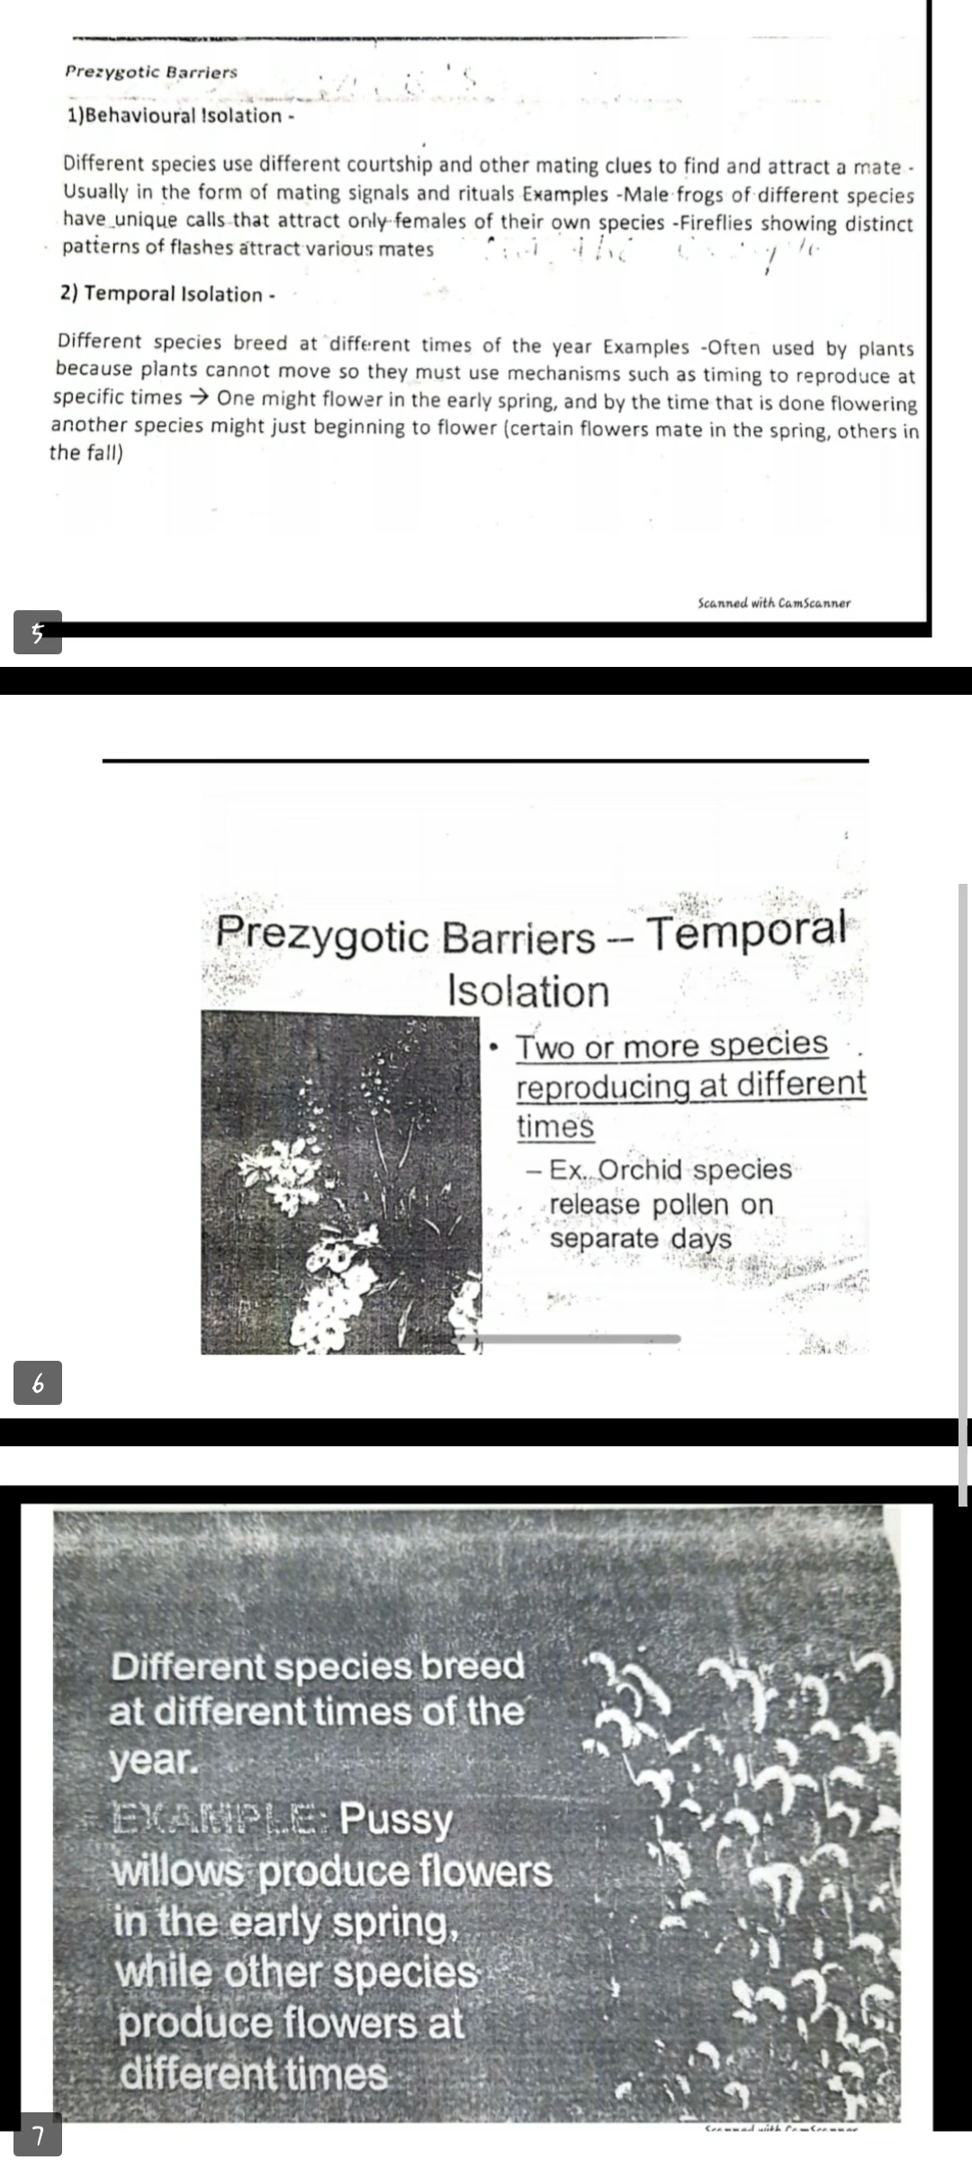 Prezygotic Barriers
1)Behavioural Isolation -
Different species use different courtship and other mating clues to find and attract a mate -
Usually in the form of mating signals and rituals Examples -Male frogs of different species
have unique calls that attract only females of their own species -Fireflies showing distinct
patterns of flashes attract various mates
2) Temporal Isolation -
Different species breed at different times of the year Examples -Often used by plants
because plants cannot move so they must use mechanisms such as timing to reproduce at
specific times → One might flower in the early spring, and by the time that is done flowering
another species might just beginning to flower (certain flowers mate in the spring, others in
the fall)
Scanned with CamScanner
5
Prezygotic Barriers – Temporal
Isolation
• Two or more species
reproducing at different
times
– Ex. Orchid species
release pollen on
separate days
6
Different species breed
at different times of the
year.
EXAMPLE: Pussy
willows produce flowers
in the early spring,
while other species
produce flowers at
different times
Scanned with CamScanner
7